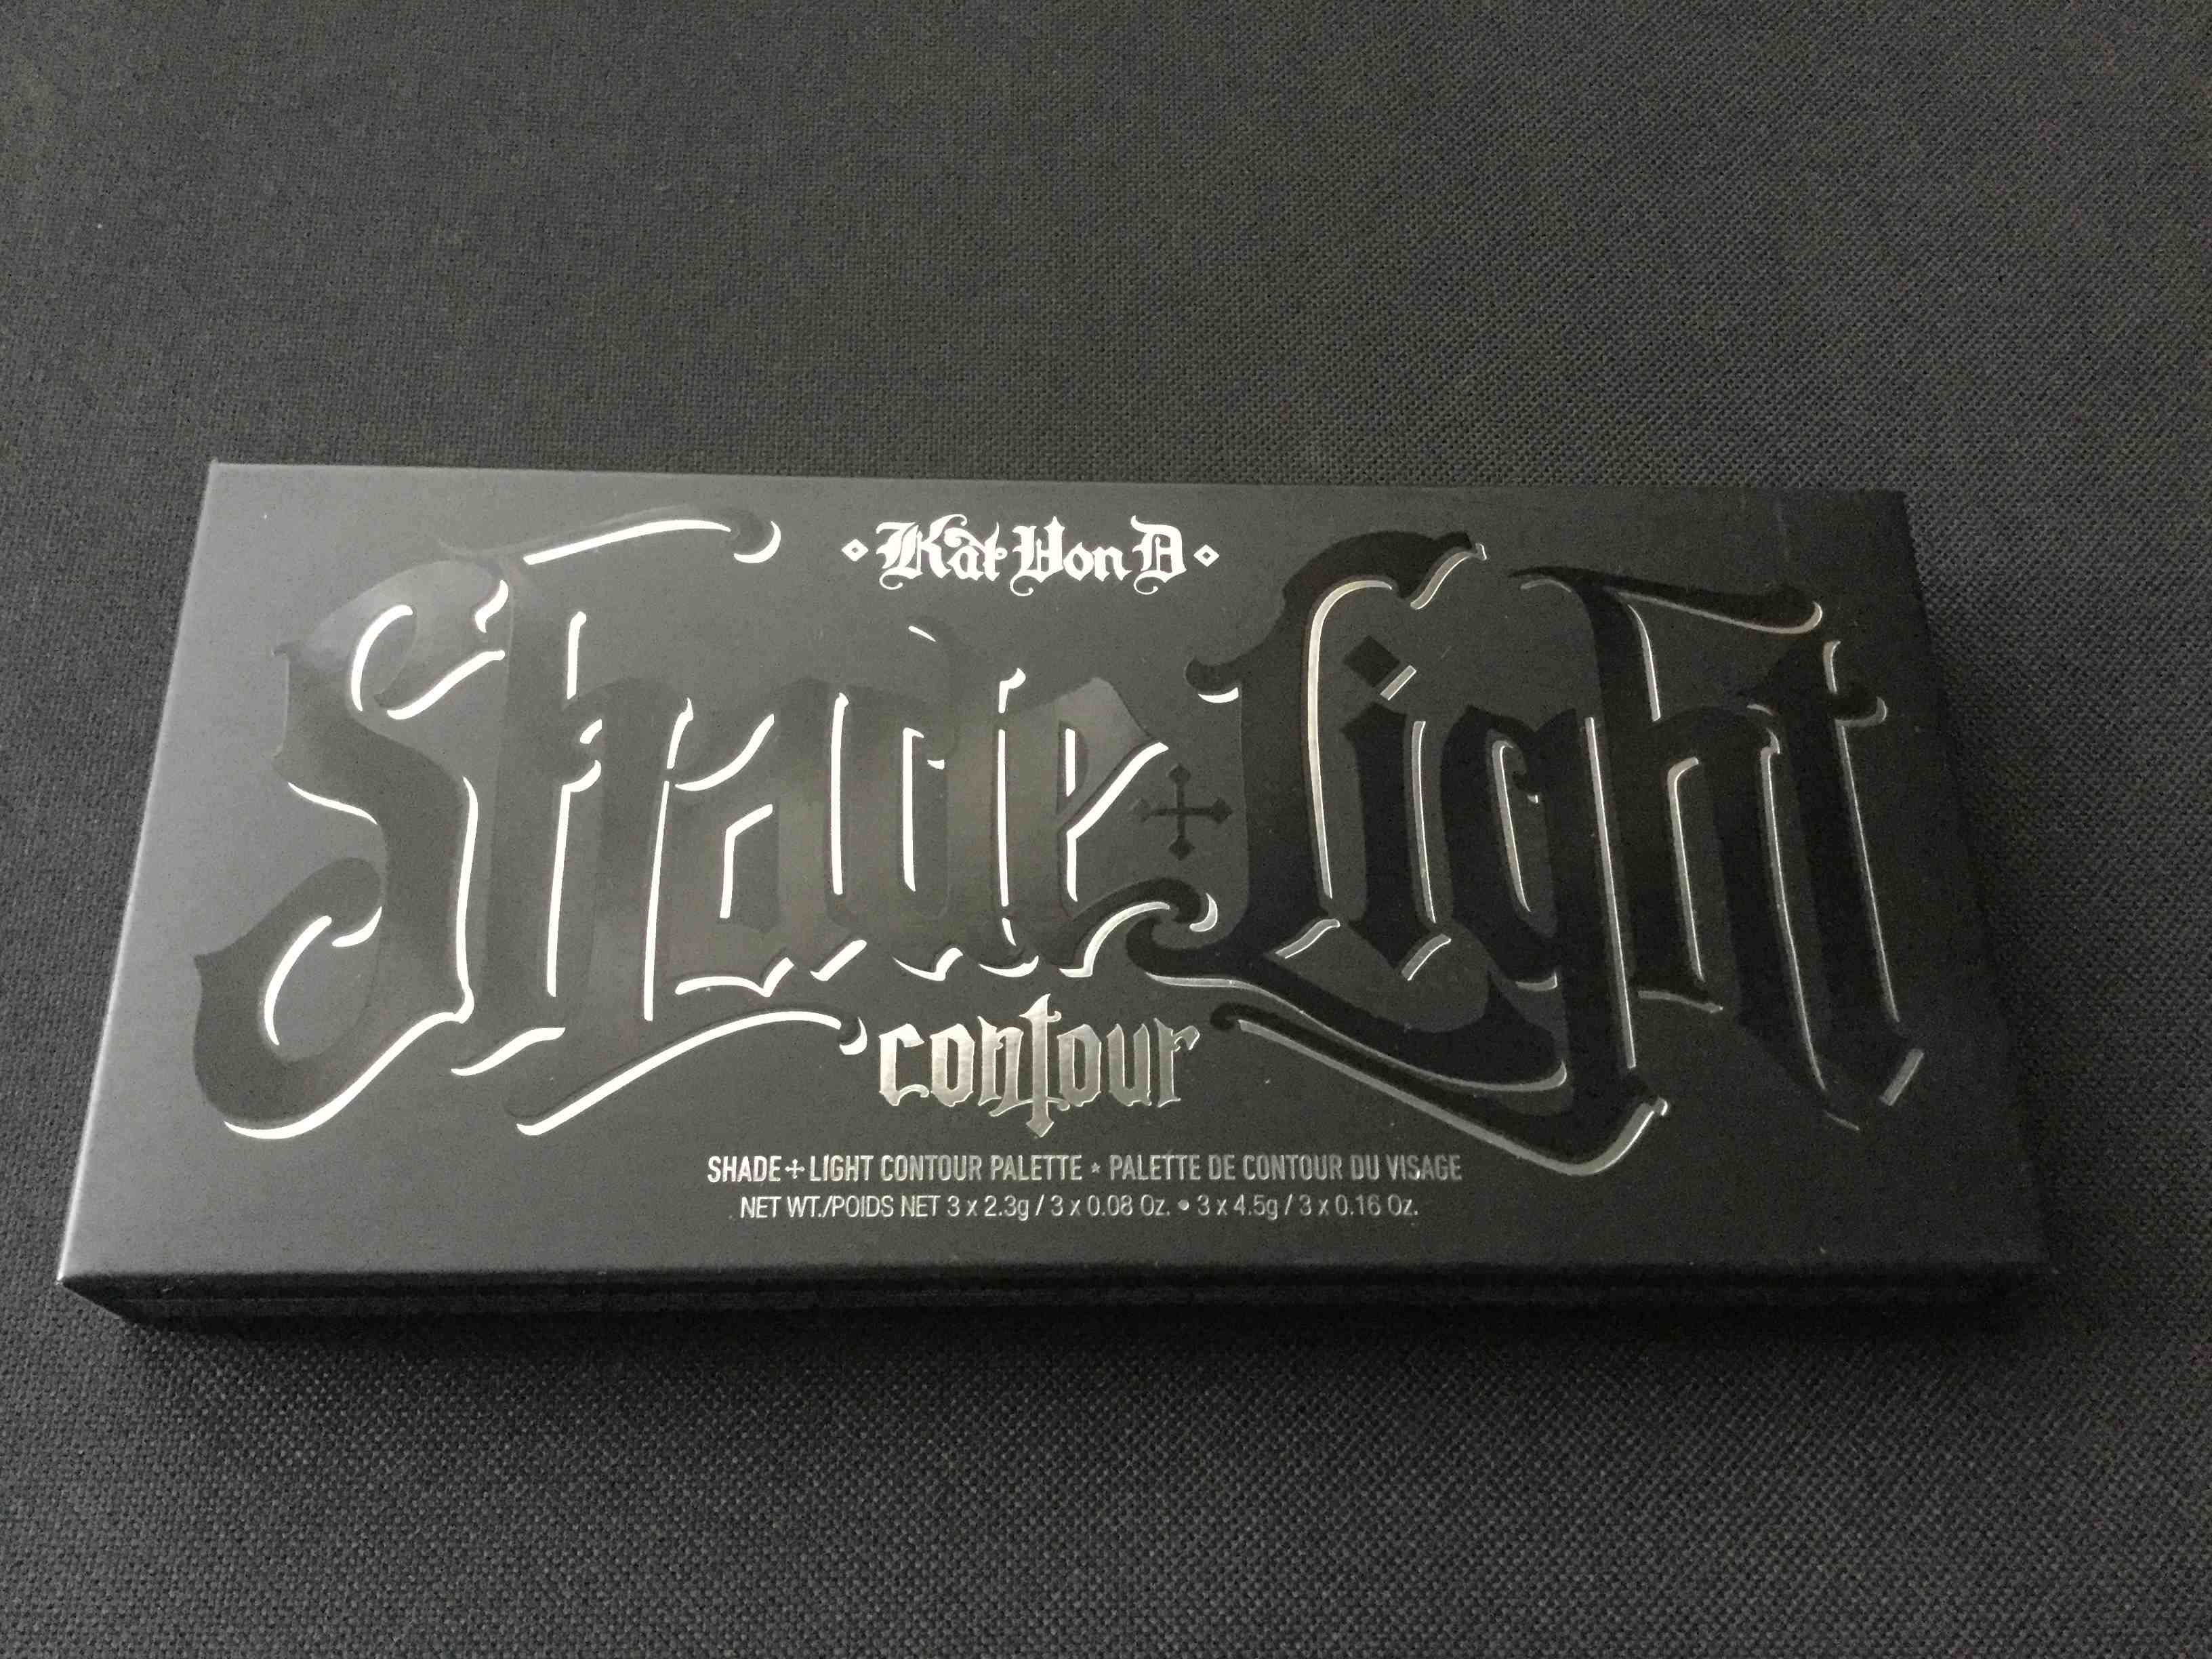 Kat Von D
Shade + Light
contour
SHADE + LIGHT CONTOUR PALETTE • PALETTE DE CONTOUR DU VISAGE
NET WT./POIDS NET 3 x 2.3g / 3 x 0.08 Oz. • 3 x 4.5g / 3 x 0.16 Oz.